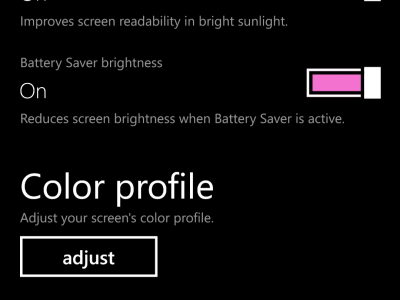 Improves screen readability in bright sunlight.
Battery Saver brightness
On
Reduces screen brightness when Battery Saver is active.
Color profile
Adjust your screen's color profile.
adjust